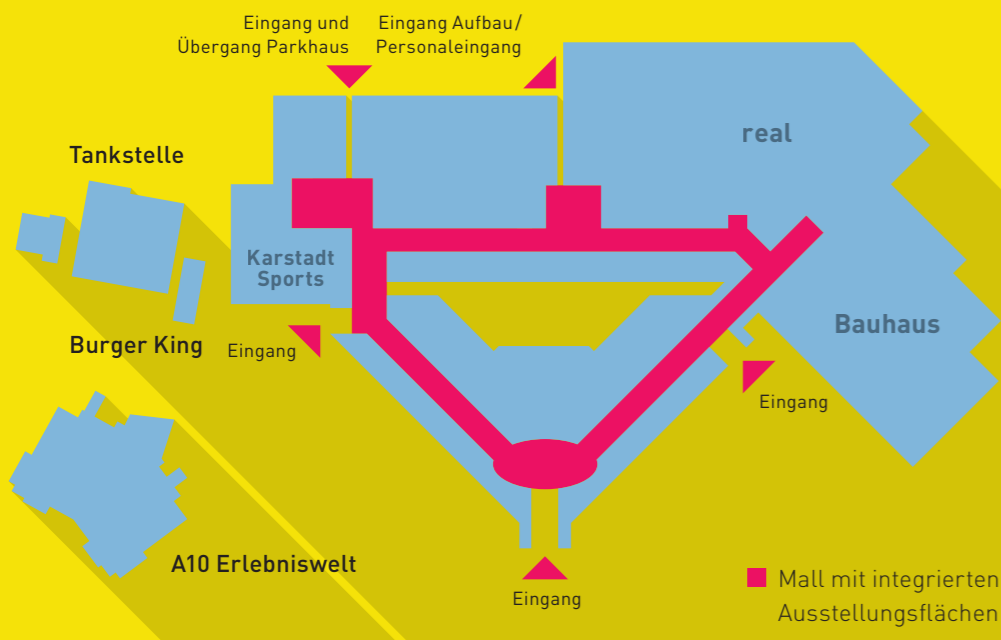 Eingang und
Übergang Parkhaus
Eingang Aufbau/
Personaleingang
real
Tankstelle
Karstadt
Sports
Bauhaus
Burger King
Eingang
Eingang
A10 Erlebniswelt
Eingang
Mall mit integrierten
Ausstellungsflächen